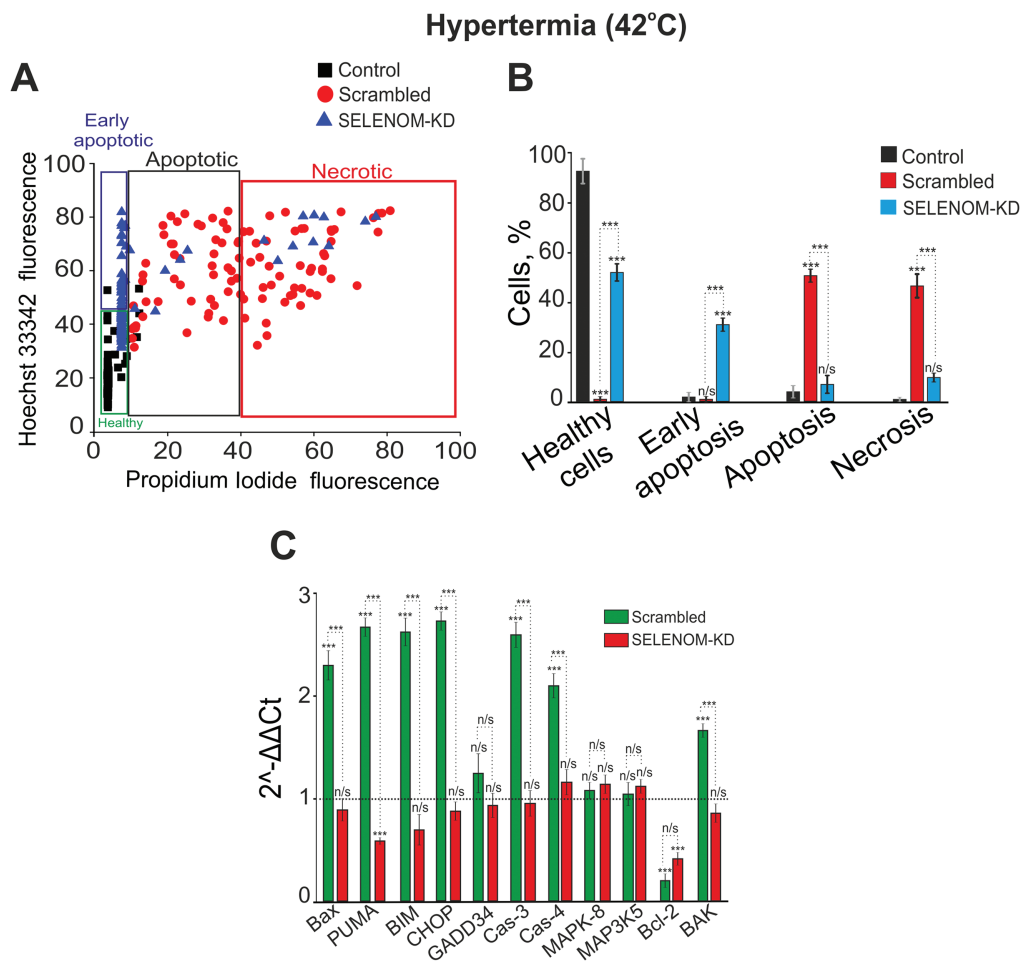 Hypertermia (42°C)
A
Control
Scrambled
SELENOM-KD
Early
apoptotic
Apoptotic
Necrotic
Healthy
Hoechst 33342 fluorescence
100
80
60
40
20
0
0 20 40 60 80 100
Propidium Iodide fluorescence
B
Control
Scrambled
SELENOM-KD
Cells, %
100
80
60
40
20
0
*** *** *** ***
*** *** *** ***
*** n/s n/s n/s
Healthy
cells
Early
apoptosis
Apoptosis
Necrosis
C
Scrambled
SELENOM-KD
2^-ΔΔCt
3
2
1
0
*** *** *** *** n/s *** *** n/s n/s n/s ***
*** *** *** *** n/s *** *** n/s n/s *** ***
n/s *** n/s n/s n/s n/s n/s n/s n/s *** n/s
Bax
PUMA
BIM
CHOP
GADD34
Cas-3
Cas-4
MAPK-8
MAP3K5
Bcl-2
BAK